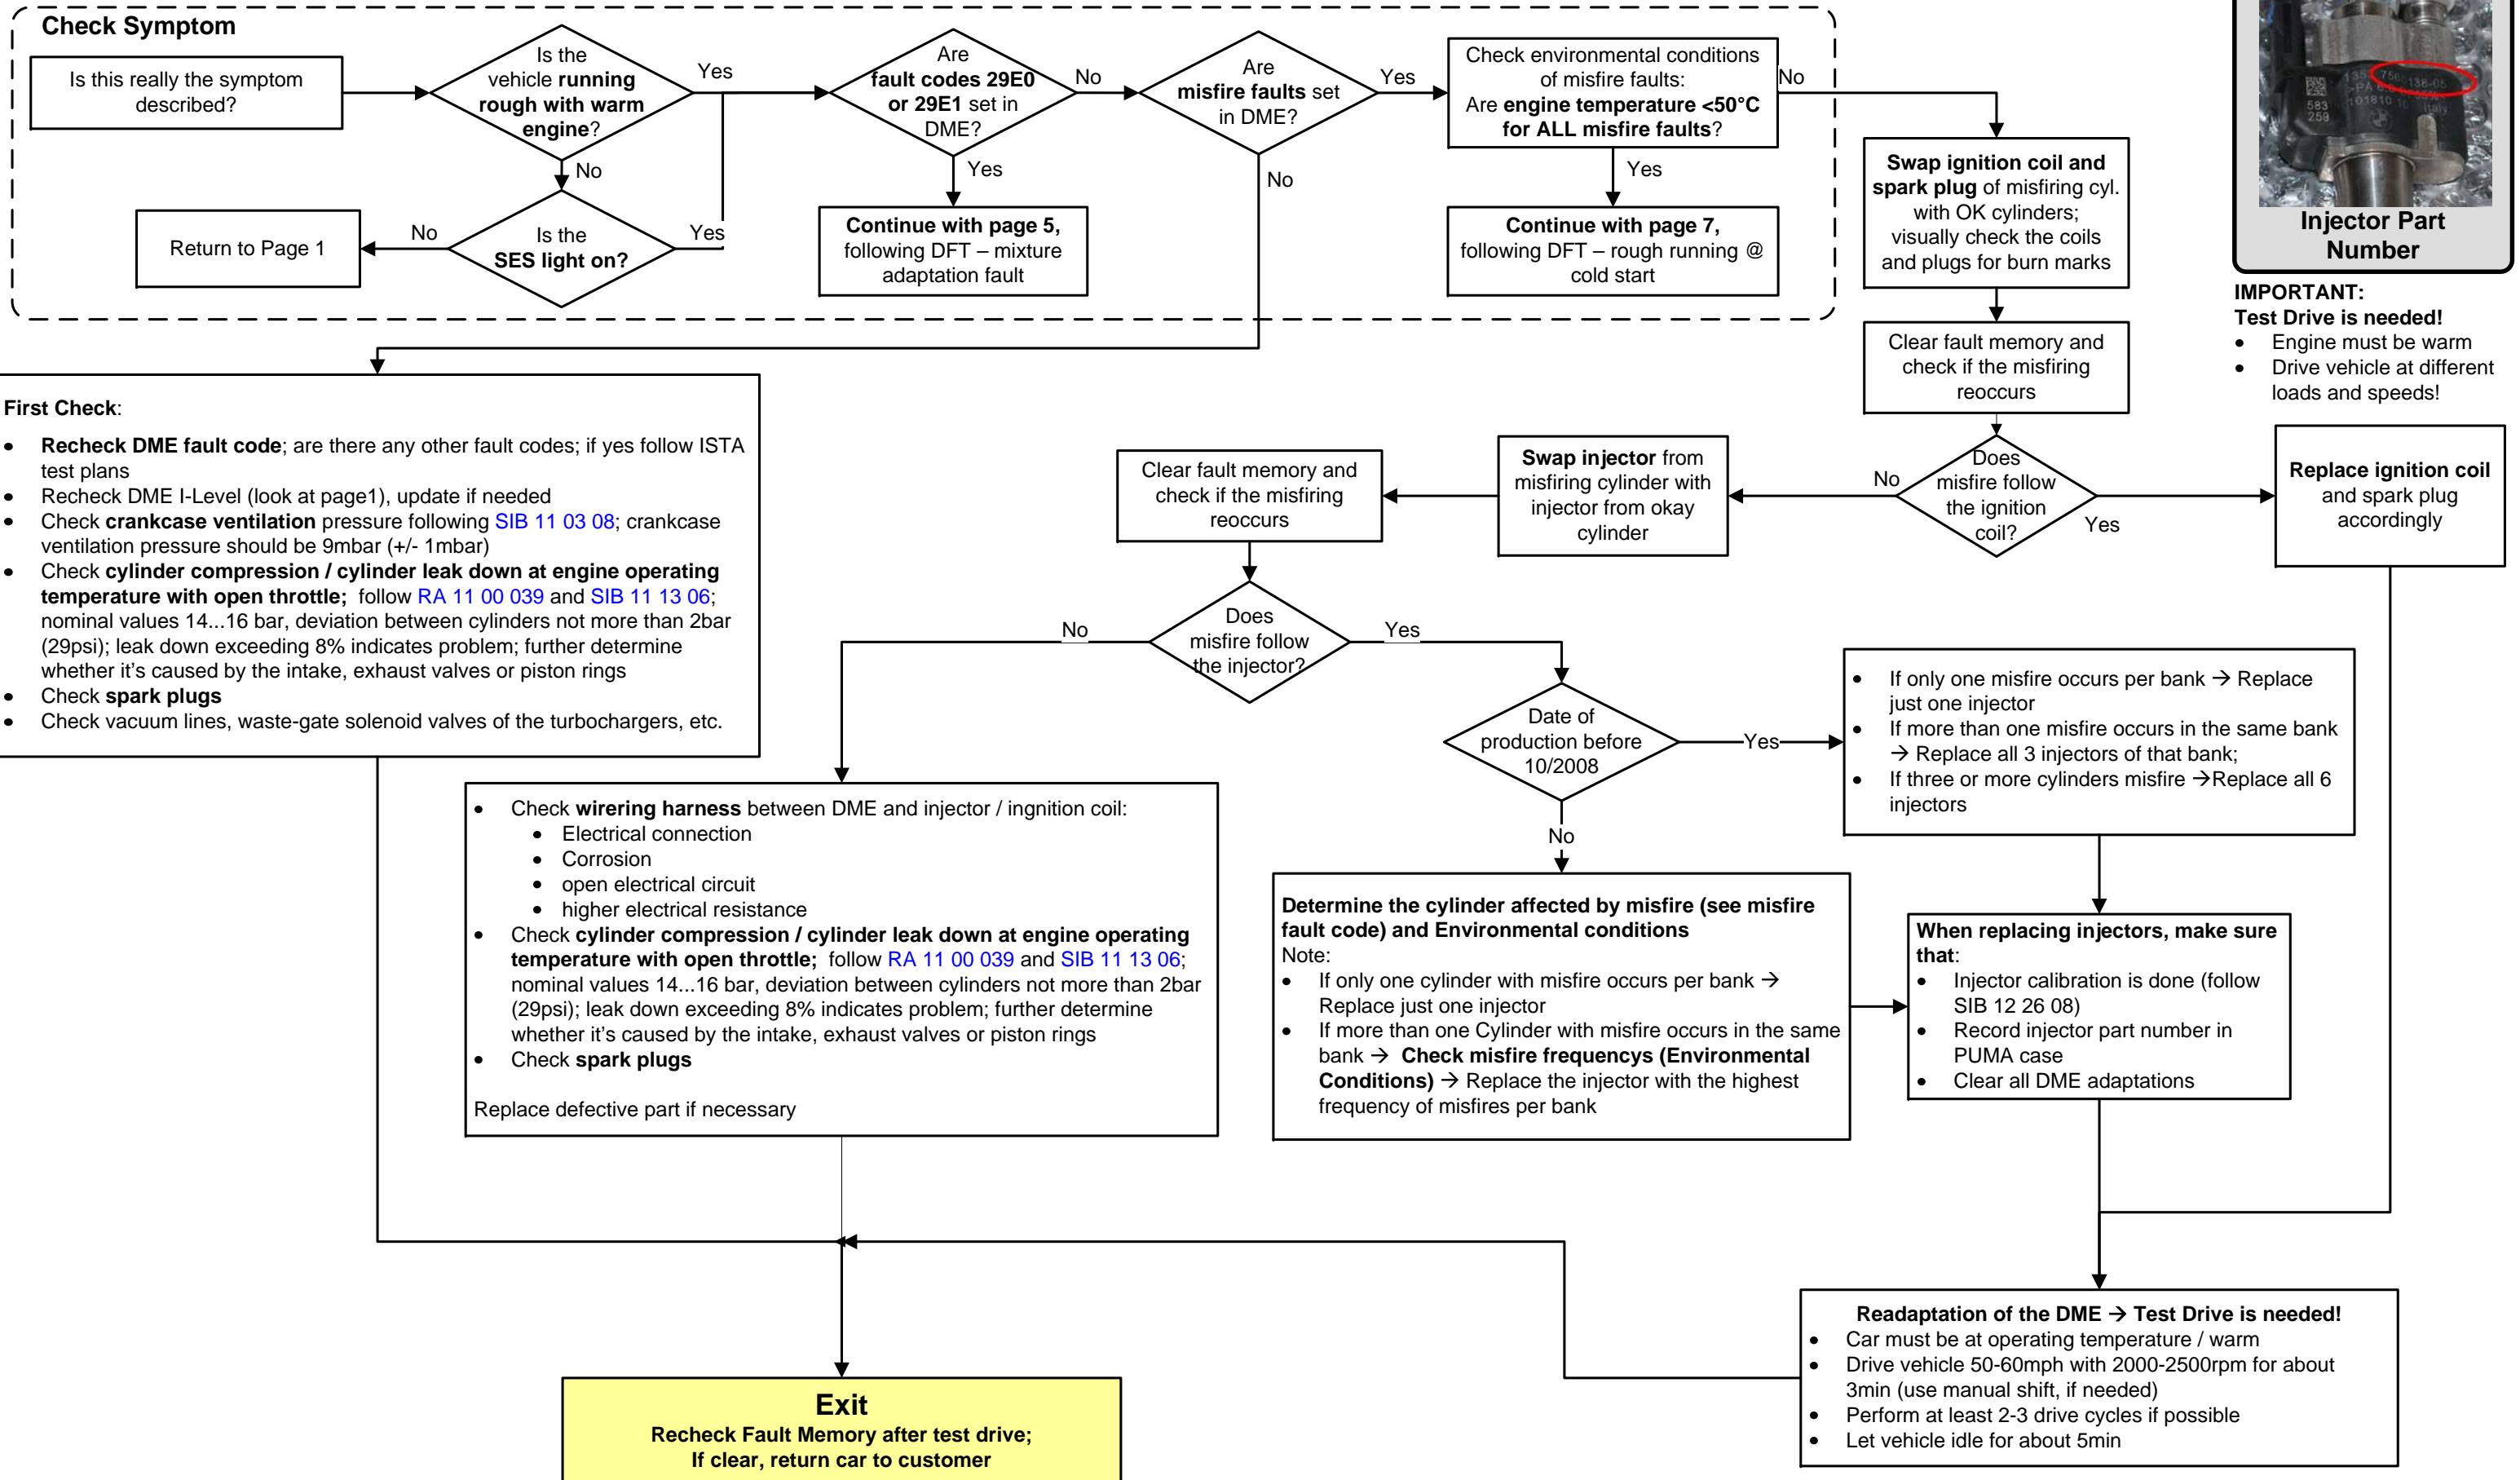 Check Symptom
Is this really the symptom
described?
Is the
vehicle running
rough with warm
engine?
Yes
No
Is the
SES light on?
No
Yes
Return to Page 1
Are
fault codes 29E0
or 29E1 set in
DME?
No
Yes
Continue with page 5,
following DFT – mixture
adaptation fault
Are
misfire faults set
in DME?
Yes
No
Check environmental conditions
of misfire faults:
Are engine temperature <50°C
for ALL misfire faults?
No
Yes
Continue with page 7,
following DFT – rough running @
cold start
Swap ignition coil and
spark plug of misfiring cyl.
with OK cylinders;
visually check the coils
and plugs for burn marks
Clear fault memory and
check if the misfiring
reoccurs
583
259
101810
Italy
Injector Part
Number
IMPORTANT:
Test Drive is needed!
• Engine must be warm
• Drive vehicle at different
loads and speeds!
Does
misfire follow
the ignition
coil?
No
Yes
Replace ignition coil
and spark plug
accordingly
Swap injector from
misfiring cylinder with
injector from okay
cylinder
Clear fault memory and
check if the misfiring
reoccurs
Does
misfire follow
the injector?
No
Yes
First Check:
• Recheck DME fault code; are there any other fault codes; if yes follow ISTA
test plans
• Recheck DME I-Level (look at page1), update if needed
• Check crankcase ventilation pressure following SIB 11 03 08; crankcase
ventilation pressure should be 9mbar (+/- 1mbar)
• Check cylinder compression / cylinder leak down at engine operating
temperature with open throttle; follow RA 11 00 039 and SIB 11 13 06;
nominal values 14...16 bar, deviation between cylinders not more than 2bar
(29psi); leak down exceeding 8% indicates problem; further determine
whether it's caused by the intake, exhaust valves or piston rings
• Check spark plugs
• Check vacuum lines, waste-gate solenoid valves of the turbochargers, etc.
Date of
production before
10/2008
Yes
No
• If only one misfire occurs per bank → Replace
just one injector
• If more than one misfire occurs in the same bank
→ Replace all 3 injectors of that bank;
• If three or more cylinders misfire →Replace all 6
injectors
• Check wirering harness between DME and injector / ingnition coil:
• Electrical connection
• Corrosion
• open electrical circuit
• higher electrical resistance
• Check cylinder compression / cylinder leak down at engine operating
temperature with open throttle; follow RA 11 00 039 and SIB 11 13 06;
nominal values 14...16 bar, deviation between cylinders not more than 2bar
(29psi); leak down exceeding 8% indicates problem; further determine
whether it's caused by the intake, exhaust valves or piston rings
• Check spark plugs
Replace defective part if necessary
Determine the cylinder affected by misfire (see misfire
fault code) and Environmental conditions
Note:
• If only one cylinder with misfire occurs per bank →
Replace just one injector
• If more than one Cylinder with misfire occurs in the same
bank → Check misfire frequencys (Environmental
Conditions) → Replace the injector with the highest
frequency of misfires per bank
When replacing injectors, make sure
that:
• Injector calibration is done (follow
SIB 12 26 08)
• Record injector part number in
PUMA case
• Clear all DME adaptations
Readaptation of the DME → Test Drive is needed!
• Car must be at operating temperature / warm
• Drive vehicle 50-60mph with 2000-2500rpm for about
3min (use manual shift, if needed)
• Perform at least 2-3 drive cycles if possible
• Let vehicle idle for about 5min
Exit
Recheck Fault Memory after test drive;
If clear, return car to customer